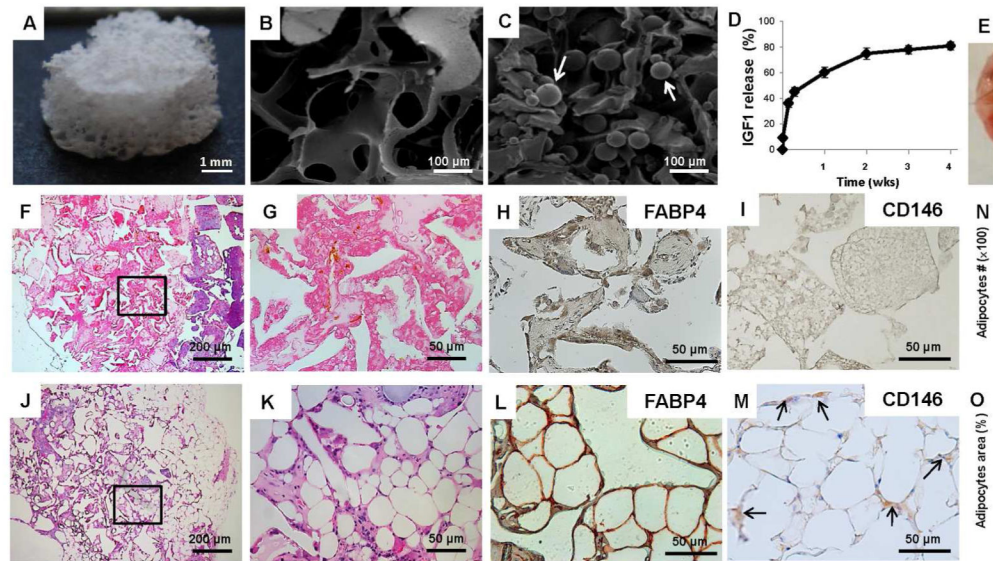 A
1 mm
B
100 µm
C
100 µm
D
IGF1 release (%)
100
80
60
40
20
0
1
2
3
4
Time (wks)
E
F
200 µm
G
50 µm
H
FABP4
50 µm
I
CD146
50 µm
N
Adipocytes # (×100)
J
200 µm
K
50 µm
L
FABP4
50 µm
M
CD146
50 µm
O
Adipocytes area (%)